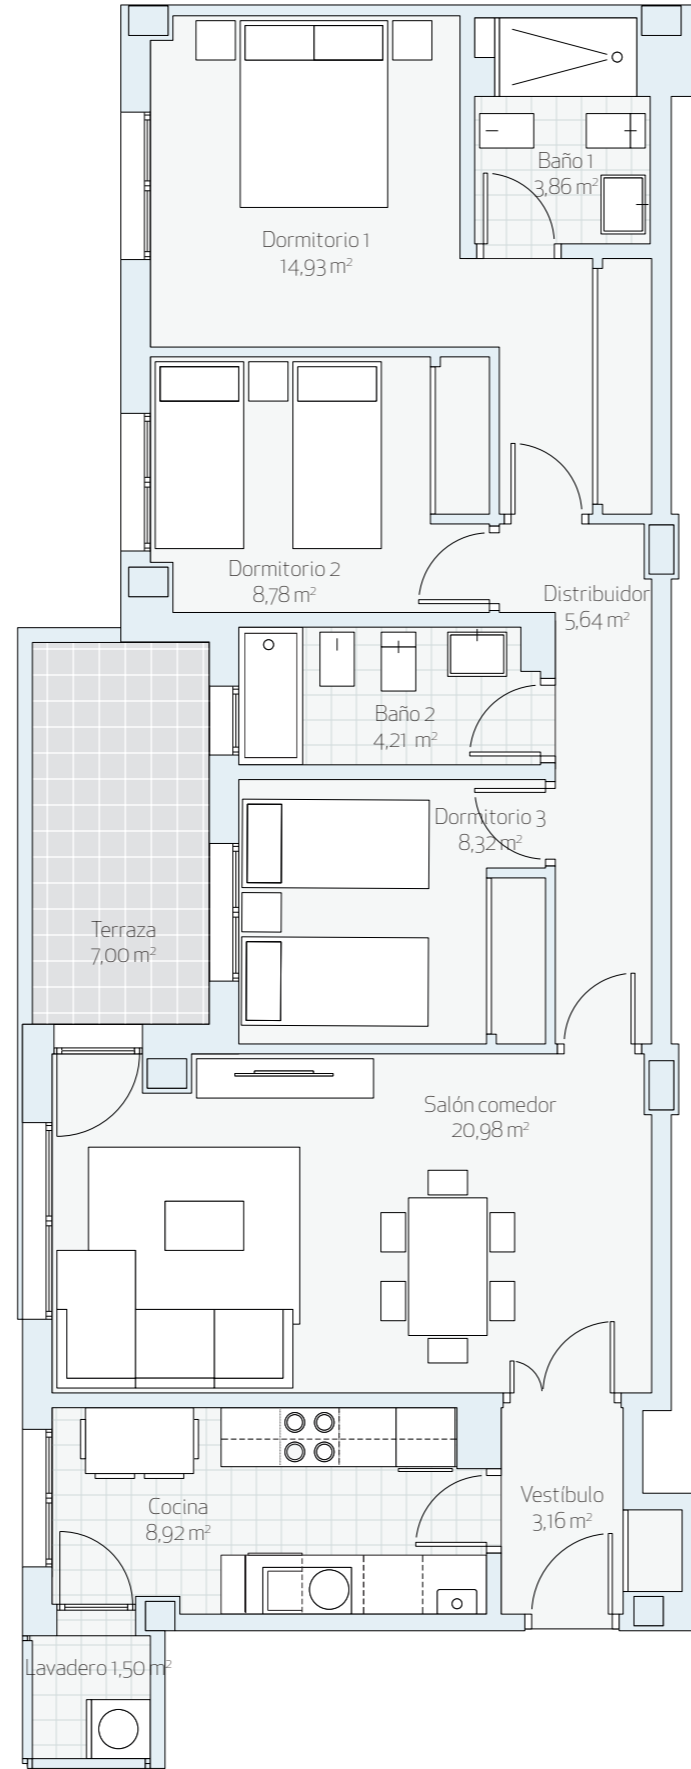 Baño 1
3,86 m²
Dormitorio 1
14,93 m²
Dormitorio 2
8,78 m²
Distribuidor
5,64 m²
Baño 2
4,21 m²
Dormitorio 3
8,32 m²
Terraza
7,00 m²
Salón comedor
20,98 m²
Cocina
8,92 m²
Vestíbulo
3,16 m²
Lavadero 1,50 m²